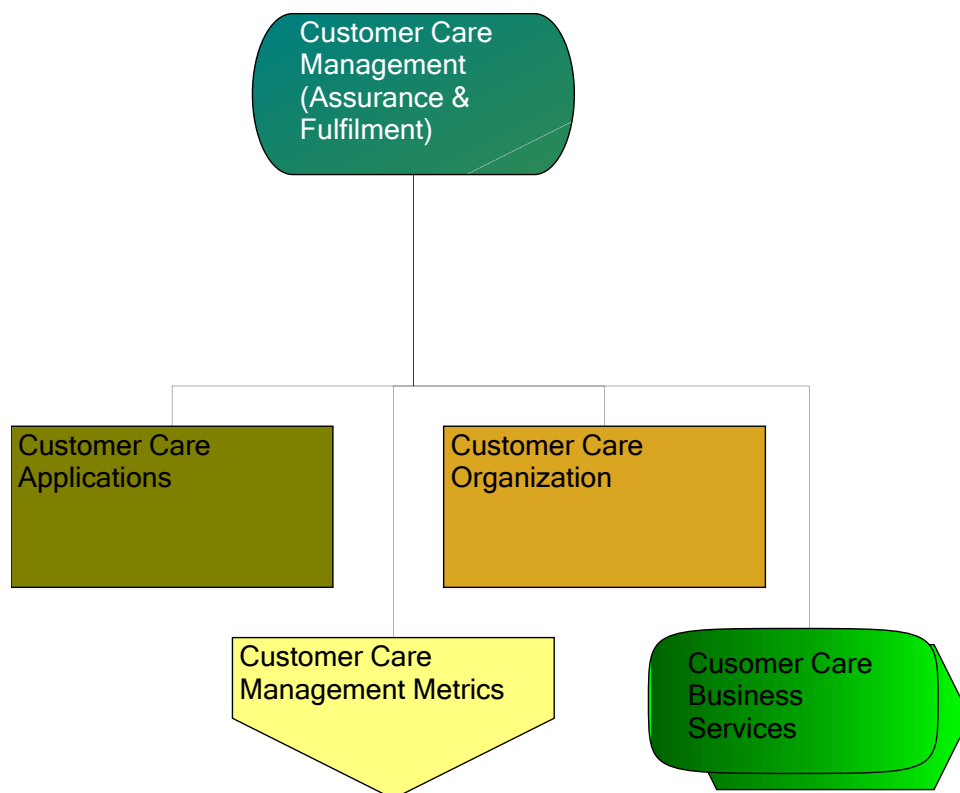 Customer Care
Management
(Assurance &
Fulfilment)
Customer Care
Applications
Customer Care
Organization
Customer Care
Management Metrics
Cusomer Care
Business
Services